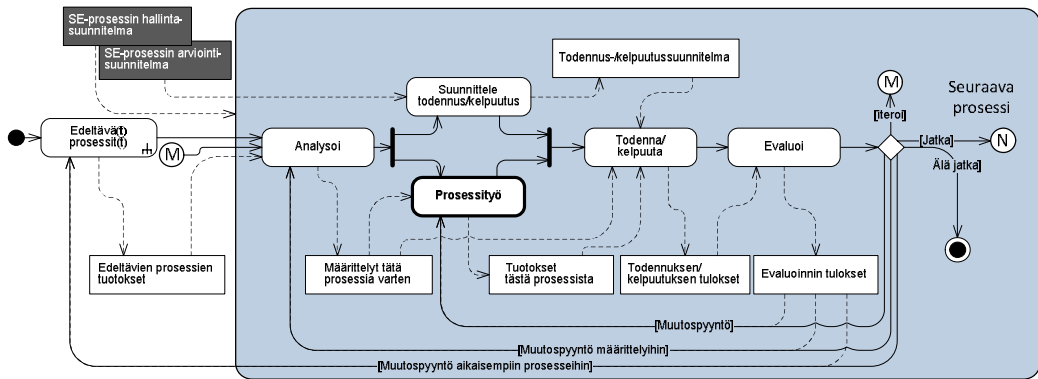 SE-prosessin hallinta-
suunnitelma
SE-prosessin arviointi-
suunnitelma
Todennus-/kelpuutussuunnitelma
Suunnittele
todennus/kelpuutus
M
Seuraava
prosessi
[iteroi]
Edeltävä(t)
prosessit(t)
M
Analysoi
Todenna/
kelpuuta
Evaluoi
[Jatka]
N
Älä jatka]
Prosessityö
Edeltävien prosessien
tuotokset
Määrittelyt tätä
prosessia varten
Tuotokset
tästä prosessista
Todennuksen/
kelpuutuksen tulokset
Evaluoinnin tulokset
[Muutospyyntö]
[Muutospyyntö määrittelyihin]
[Muutospyyntö aikaisempiin prosesseihin]